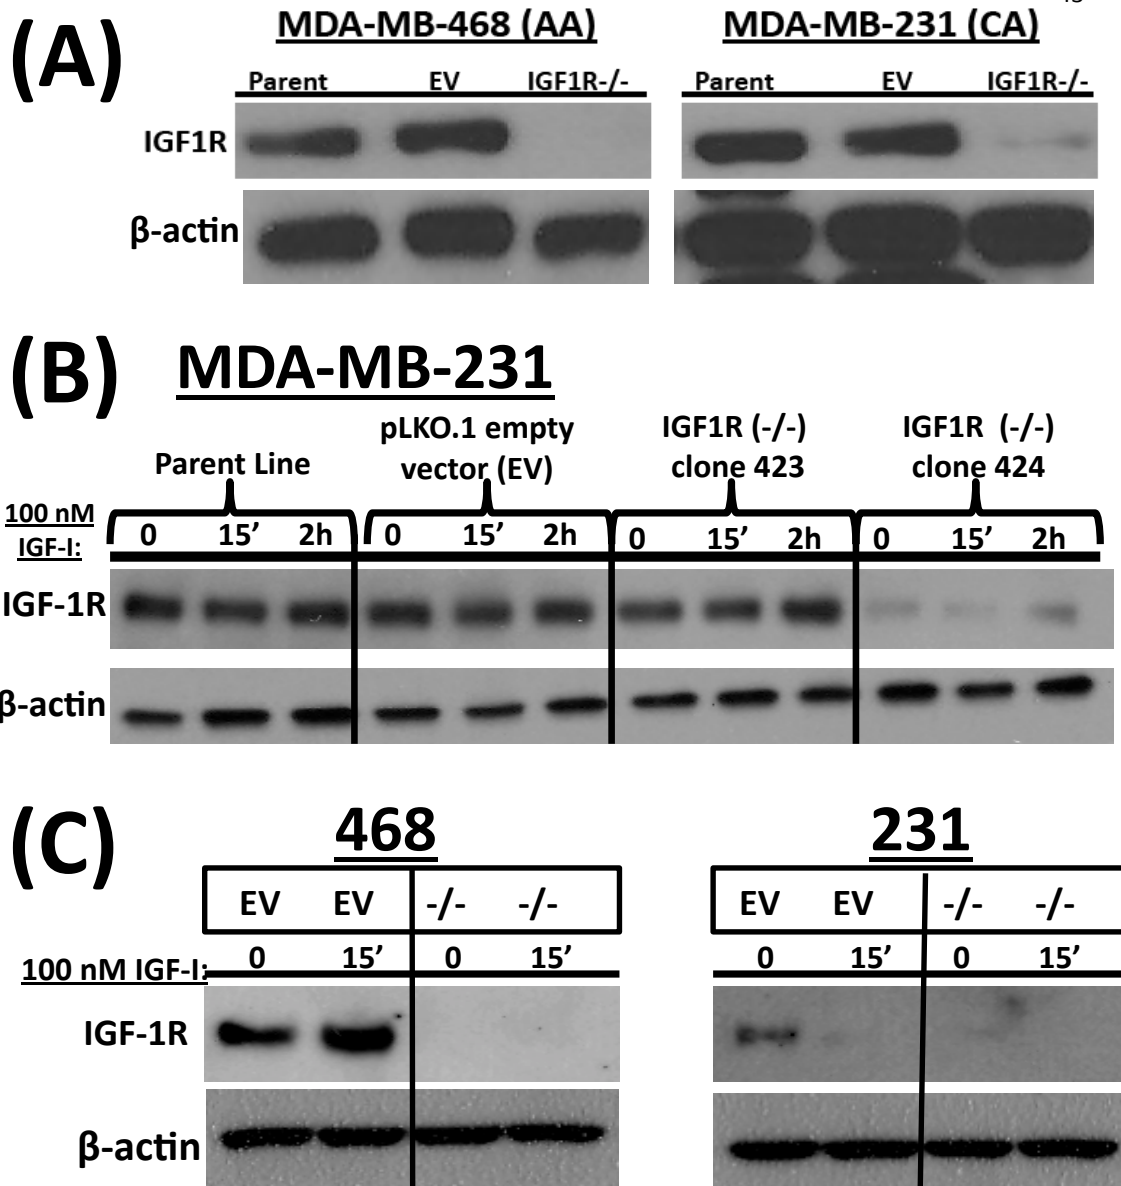 (A)
MDA-MB-468 (AA) MDA-MB-231 (CA)
Parent EV IGF1R-/- Parent EV IGF1R-/-
IGF1R
β-actin
(B) MDA-MB-231
Parent Line
pLKO.1 empty
vector (EV)
IGF1R (-/-)
clone 423
IGF1R (-/-)
clone 424
100 nM
IGF-I:
0 15’ 2h 0 15’ 2h 0 15’ 2h 0 15’ 2h
IGF-1R
β-actin
(C) 468 231
EV EV -/- -/- EV EV -/- -/-
100 nM IGF-I: 0 15’ 0 15’ 0 15’ 0 15’
IGF-1R
β-actin